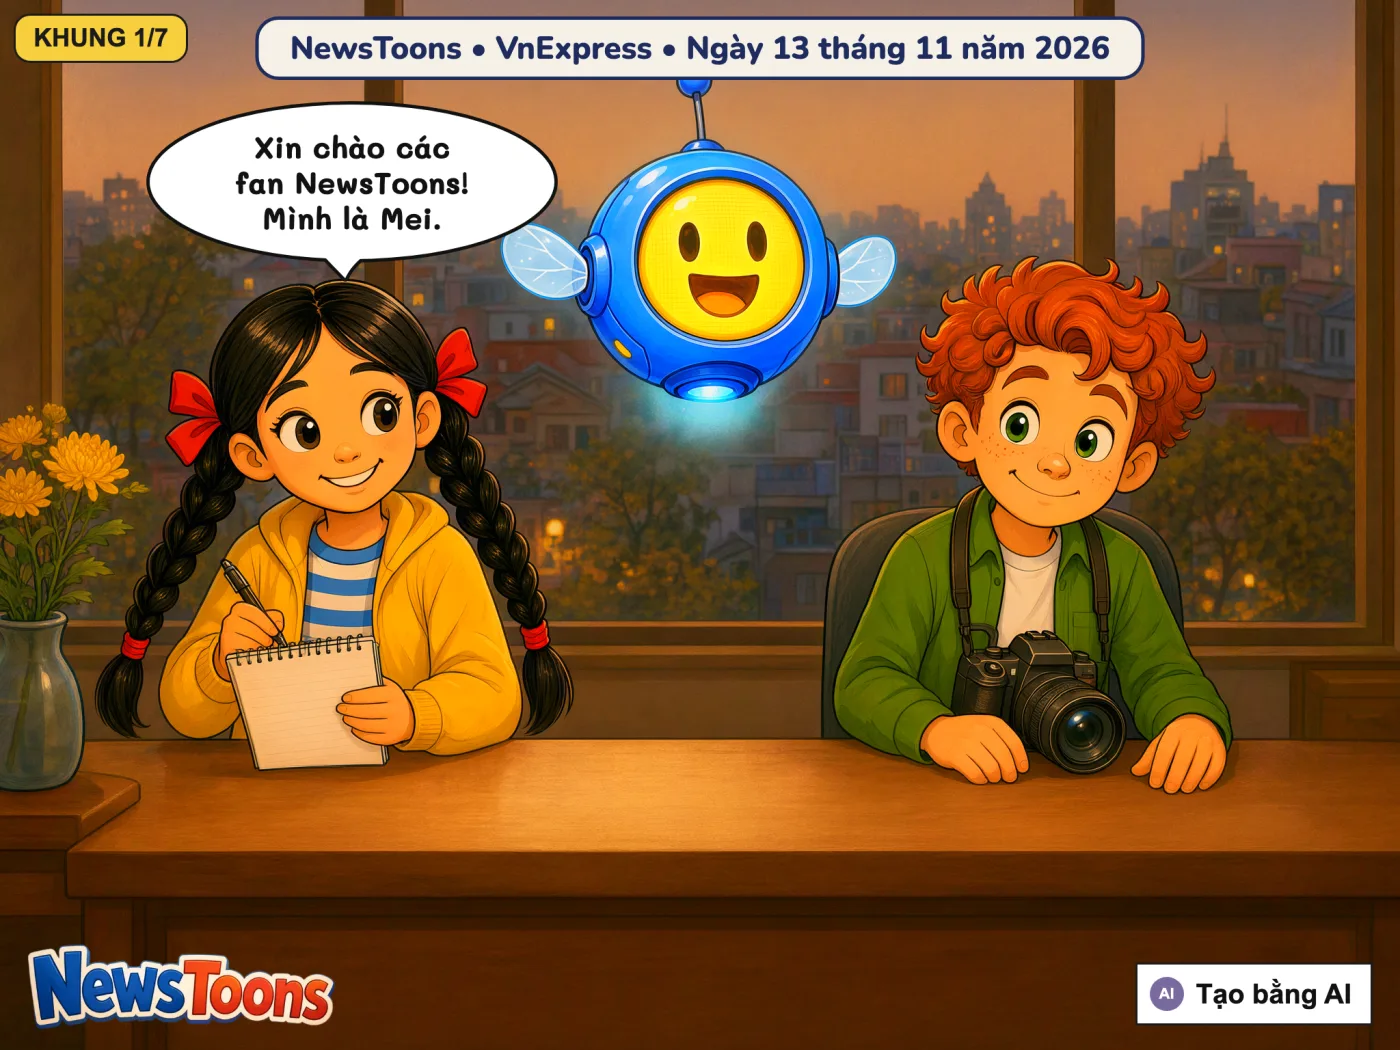 KHUNG 1/7
NewsToons • VnExpress • Ngày 13 tháng 11 năm 2026
Xin chào các
fan NewsToons!
Mình là Mei.
NewsToons
AI Tạo bằng AI